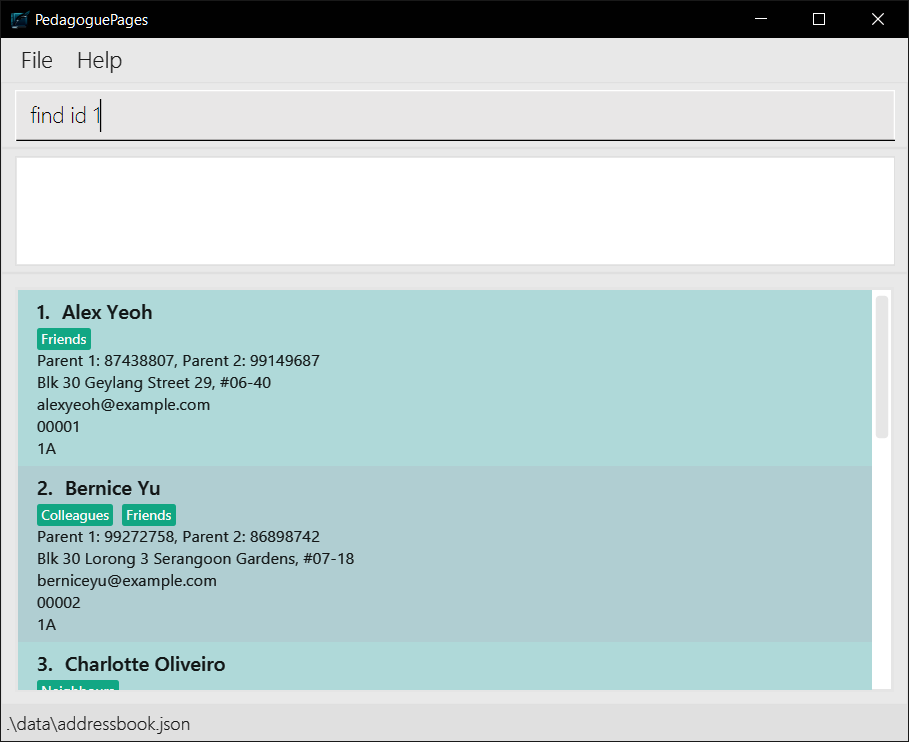 PedagoguePages
File Help
find id 1
1. Alex Yeoh
Friends
Parent 1: 87438807, Parent 2: 99149687
Blk 30 Geylang Street 29, #06-40
alexyeoh@example.com
00001
1A
2. Bernice Yu
Colleagues Friends
Parent 1: 99272758, Parent 2: 86898742
Blk 30 Lorong 3 Serangoon Gardens, #07-18
berniceyu@example.com
00002
1A
3. Charlotte Oliveiro
Neighbours
.\data\addressbook.json